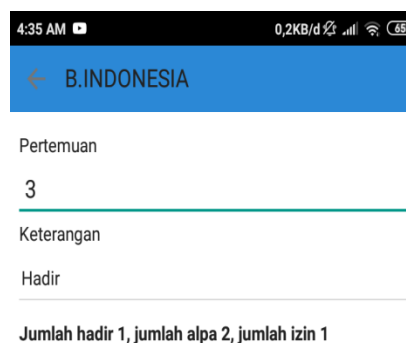 4:35 AM 0,2KB/d 65
B.INDONESIA
Pertemuan
3
Keterangan
Hadir
Jumlah hadir 1, jumlah alpa 2, jumlah izin 1